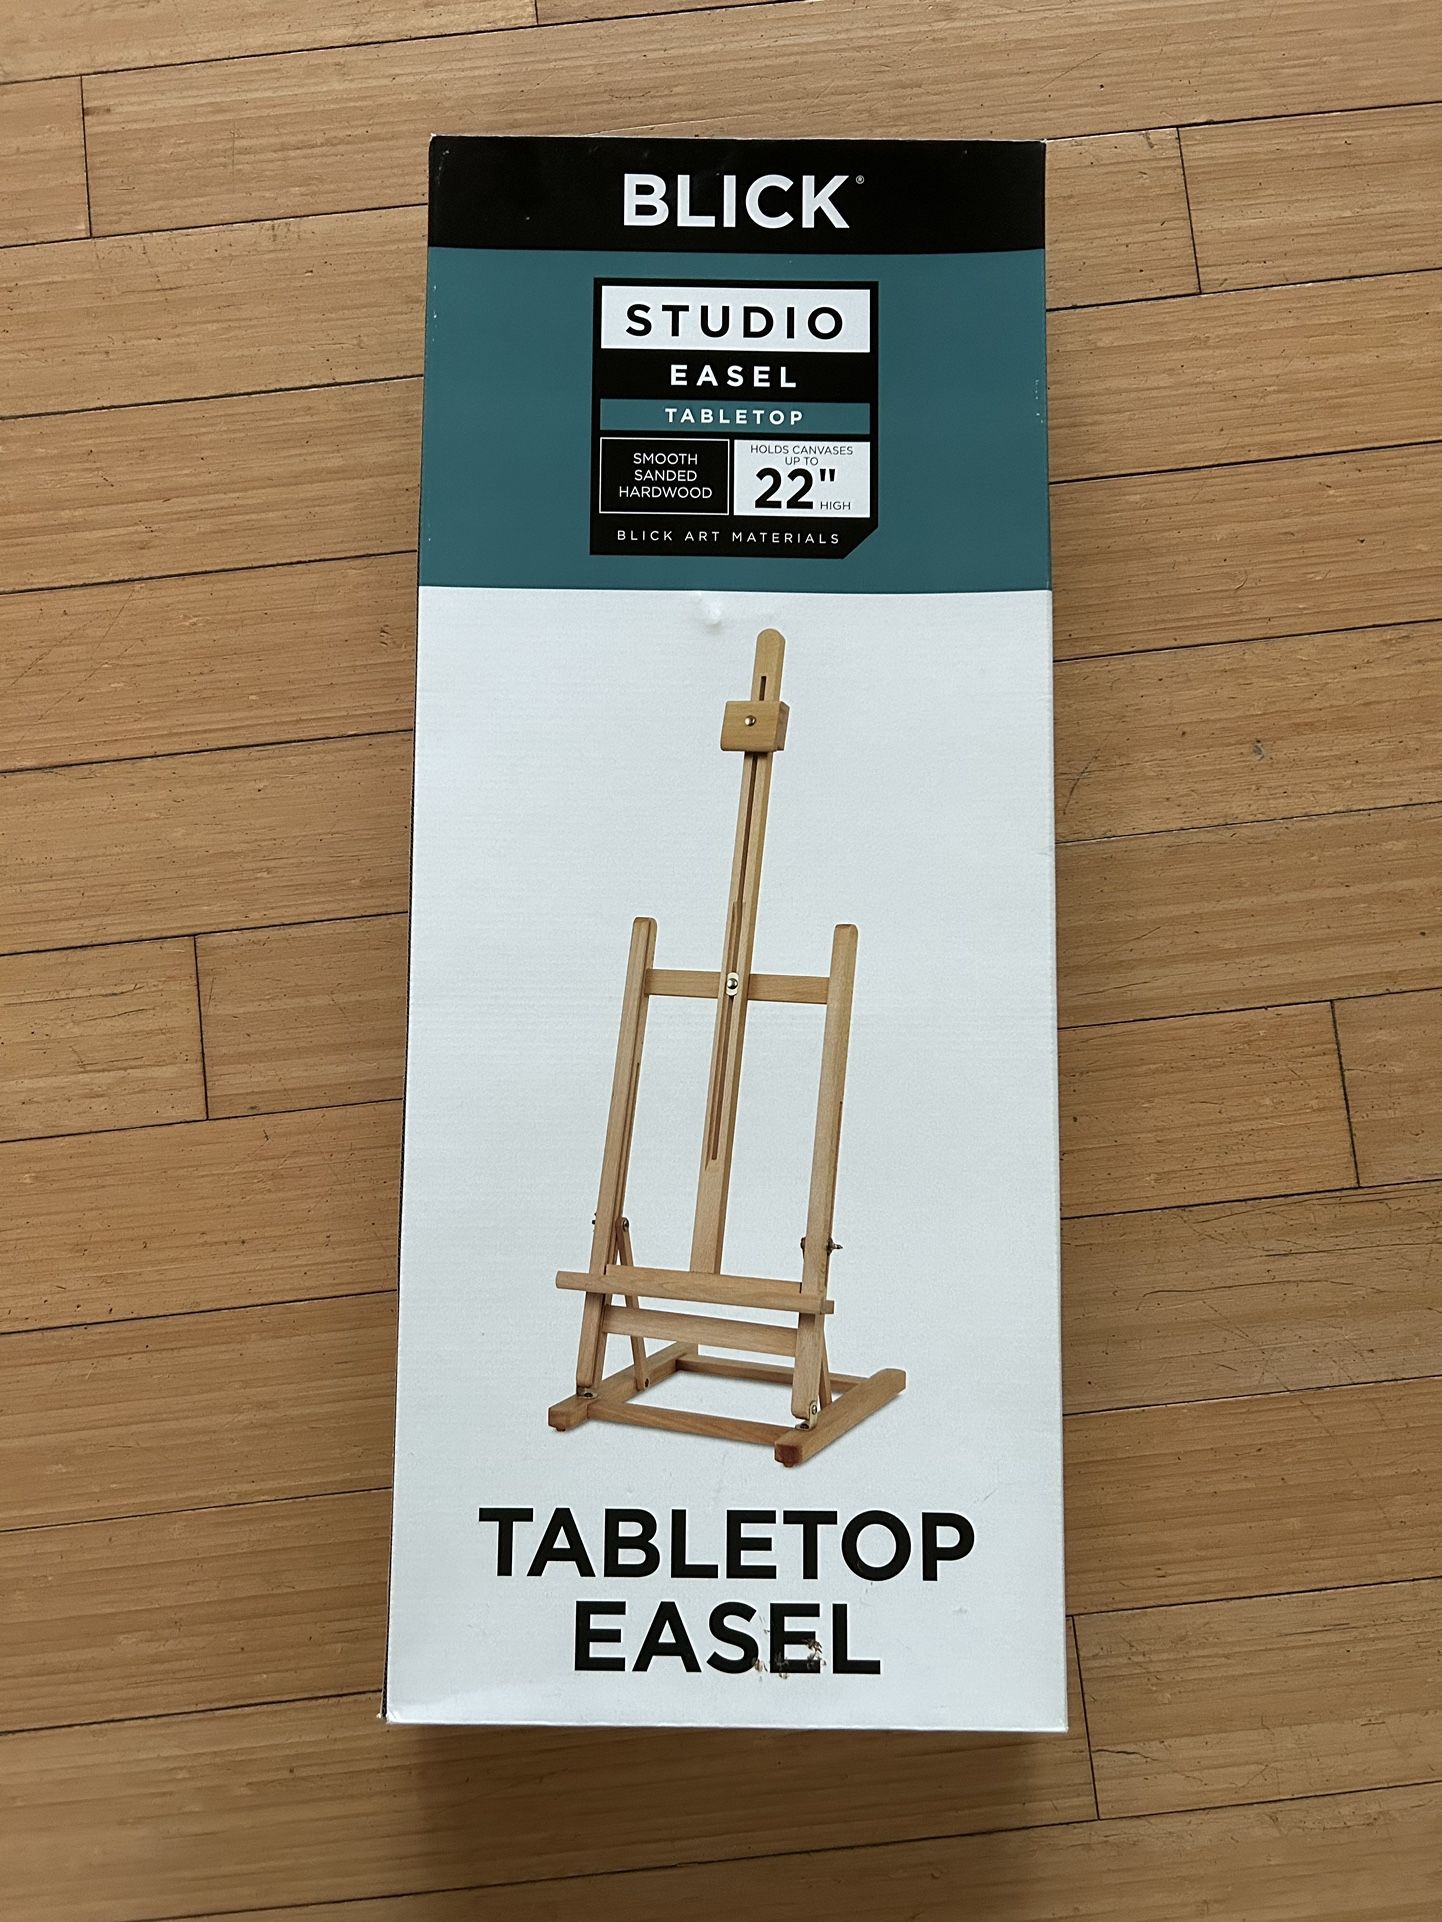 BLICK®
STUDIO
EASEL
TABLETOP
SMOOTH
SANDED
HARDWOOD
HOLDS CANVASES
UP TO
22"
HIGH
BLICK ART MATERIALS
TABLETOP
EASEL